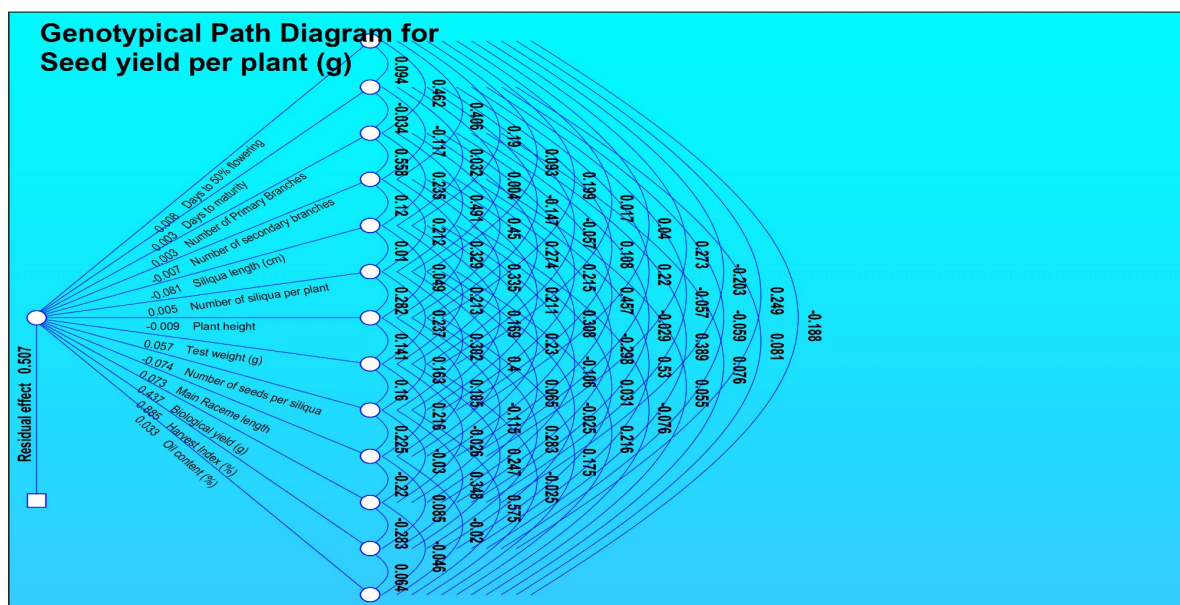 Genotypical Path Diagram for
Seed yield per plant (g)
-0.008 Days to 50% flowering
0.003 Days to maturity
0.003 Number of Primary Branches
-0.007 Number of secondary branches
-0.081 Siliqua length (cm)
0.005 Number of siliqua per plant
-0.009 Plant height
0.057 Test weight (g)
-0.074 Number of seeds per siliqua
0.073 Main Raceme length
0.437 Biological yield (g)
0.885 Harvest Index (%)
0.033 Oil content (%)
Residual effect 0.507
0.094 -0.034 0.558 0.12 0.01 0.282 0.141 0.16 0.225 -0.22 -0.283 0.064
0.462 -0.117 0.235 0.212 0.049 0.237 0.163 0.216 -0.03 0.085 -0.046
0.406 0.032 0.491 0.329 0.213 0.302 0.185 -0.026 0.348 -0.02
0.19 0.004 0.45 0.335 0.169 0.4 -0.115 0.247 0.575
0.093 -0.147 0.274 0.211 0.23 0.065 0.283 -0.025
0.199 -0.057 0.215 0.308 -0.106 -0.025 0.175
0.017 0.108 0.457 -0.298 0.031 0.216
0.04 0.22 -0.029 0.53 -0.076
0.273 -0.057 0.389 0.055
-0.203 -0.059 0.076
0.249 0.081
-0.188